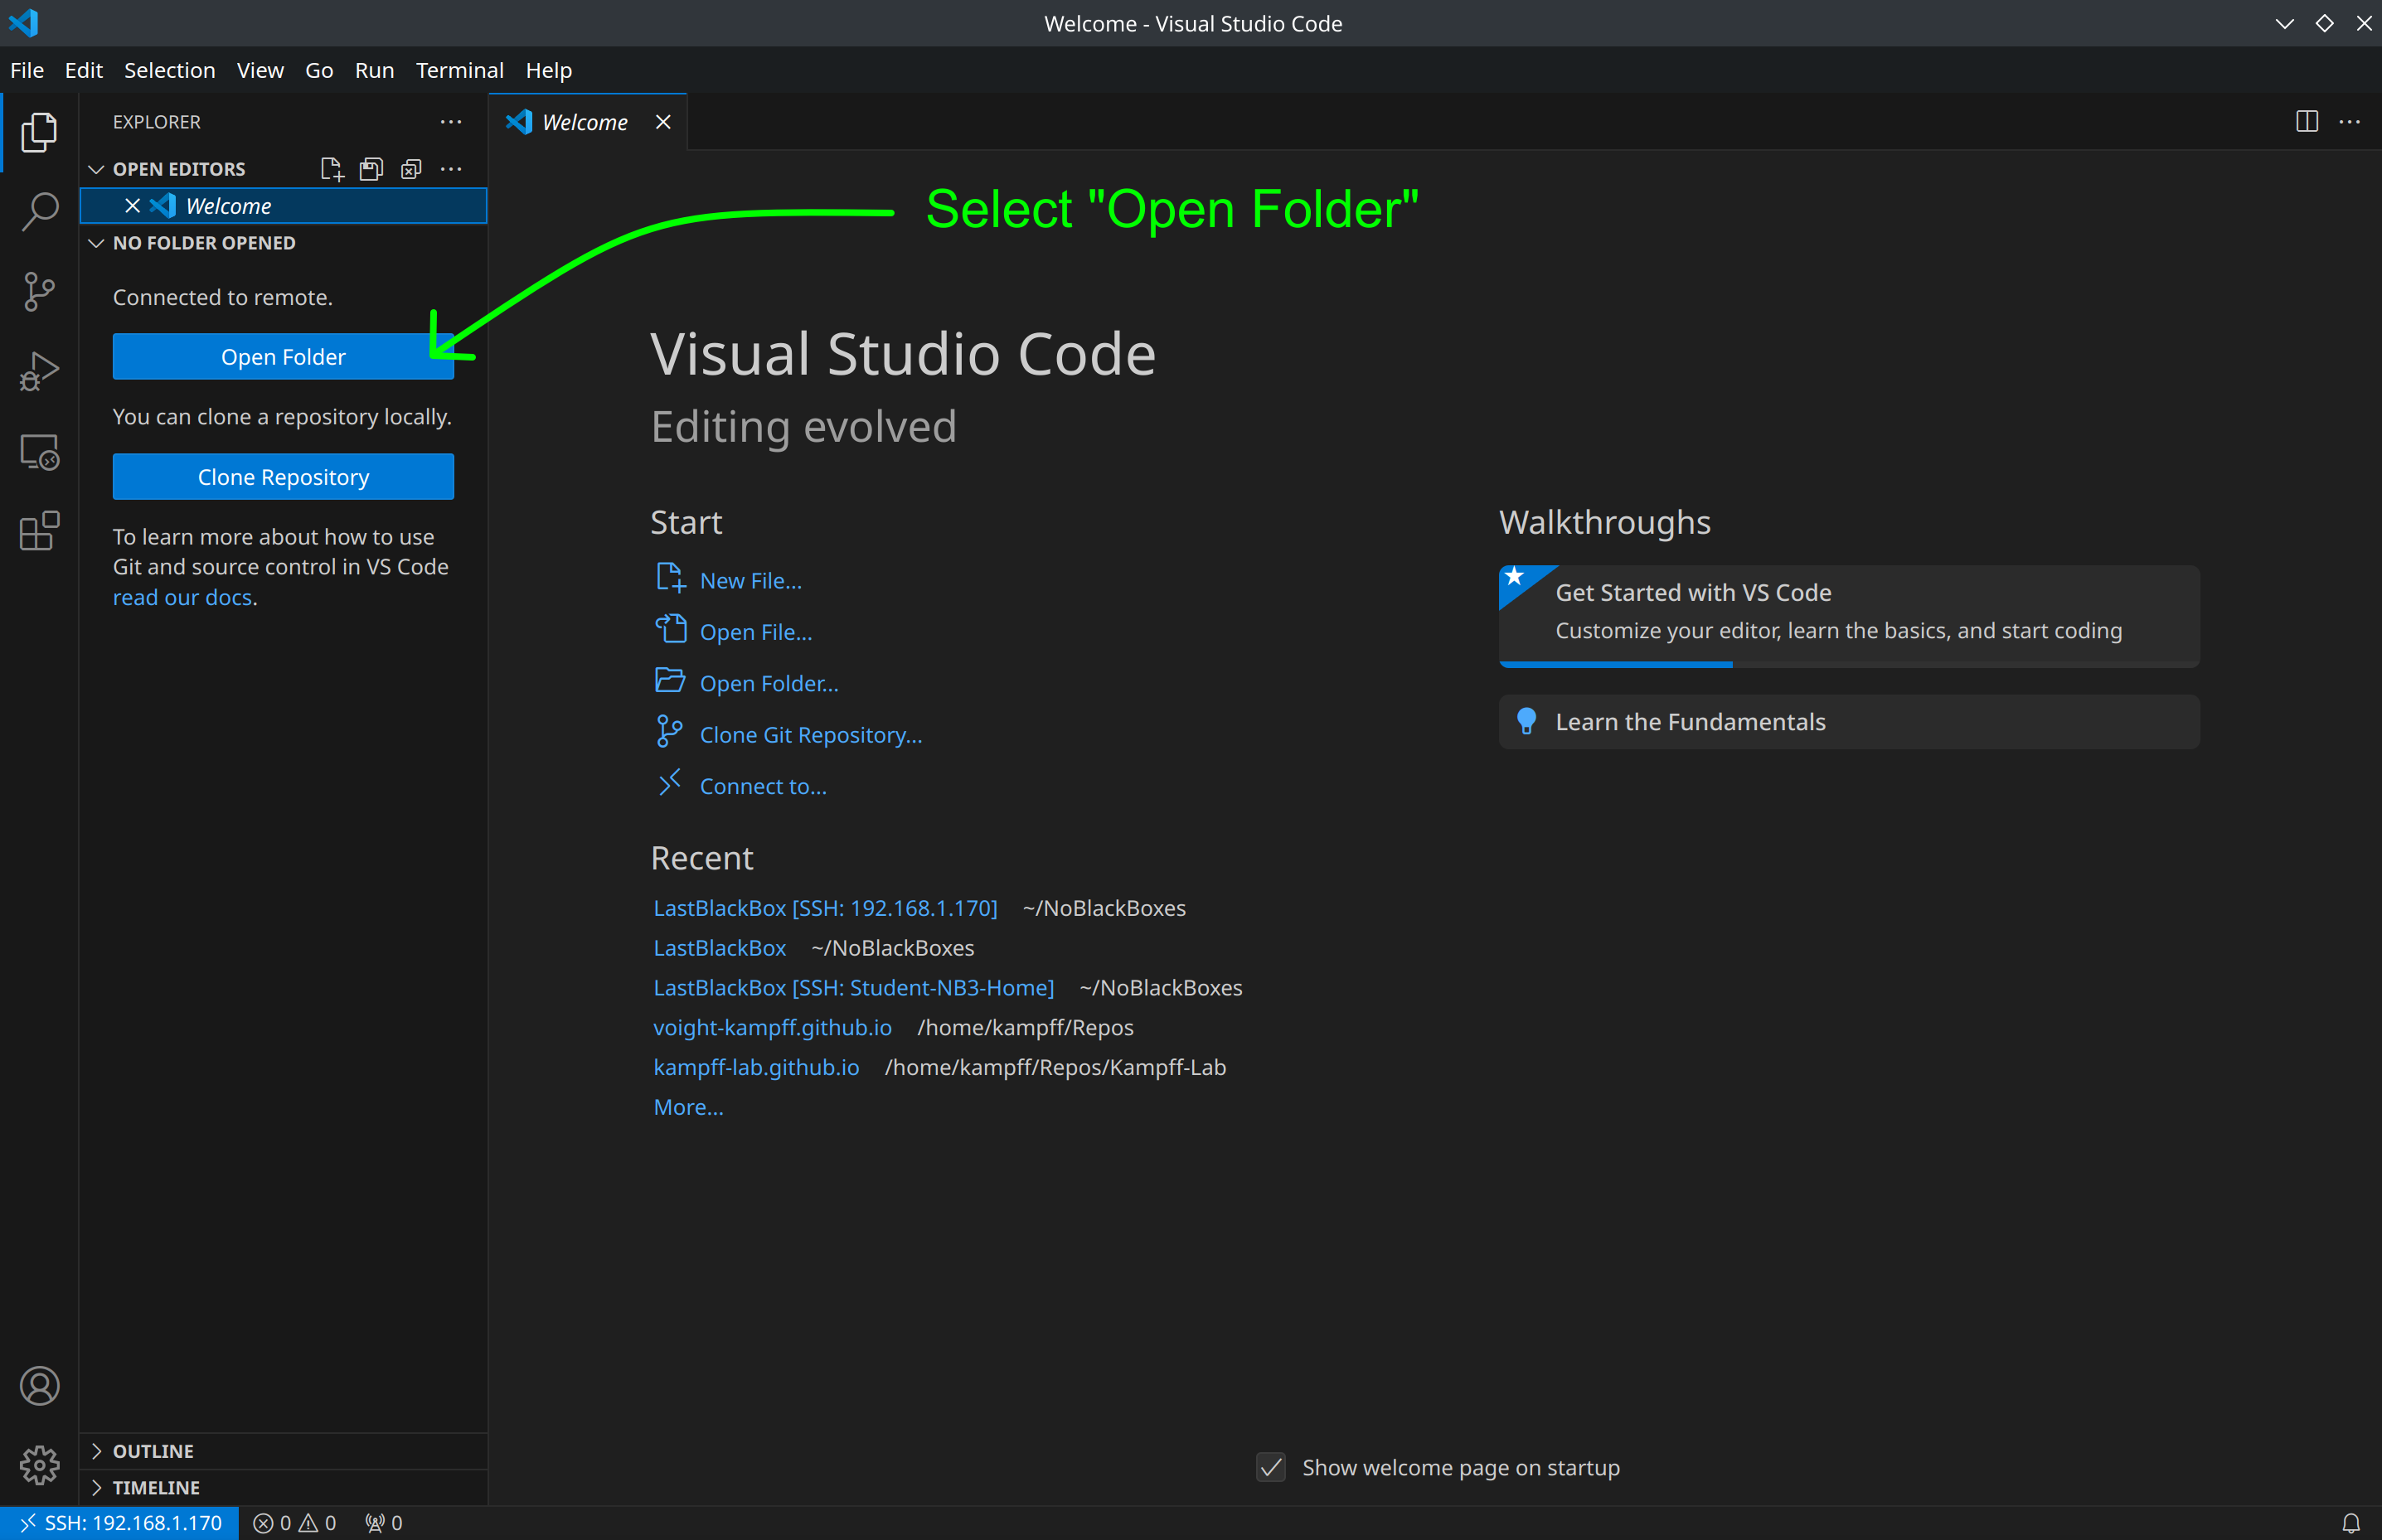 Welcome - Visual Studio Code
File Edit Selection View Go Run Terminal Help
EXPLORER
OPEN EDITORS
Welcome
NO FOLDER OPENED
Connected to remote.
Open Folder
You can clone a repository locally.
Clone Repository
To learn more about how to use
Git and source control in VS Code
read our docs.
OUTLINE
TIMELINE
Welcome
Select "Open Folder"
Visual Studio Code
Editing evolved
Start
New File...
Open File...
Open Folder...
Clone Git Repository...
Connect to...
Recent
LastBlackBox [SSH: 192.168.1.170] ~/NoBlackBoxes
LastBlackBox ~/NoBlackBoxes
LastBlackBox [SSH: Student-NB3-Home] ~/NoBlackBoxes
voight-kampff.github.io /home/kampff/Repos
kampff-lab.github.io /home/kampff/Repos/Kampff-Lab
More...
Walkthroughs
Get Started with VS Code
Customize your editor, learn the basics, and start coding
Learn the Fundamentals
Show welcome page on startup
SSH: 192.168.1.170 0 0 0